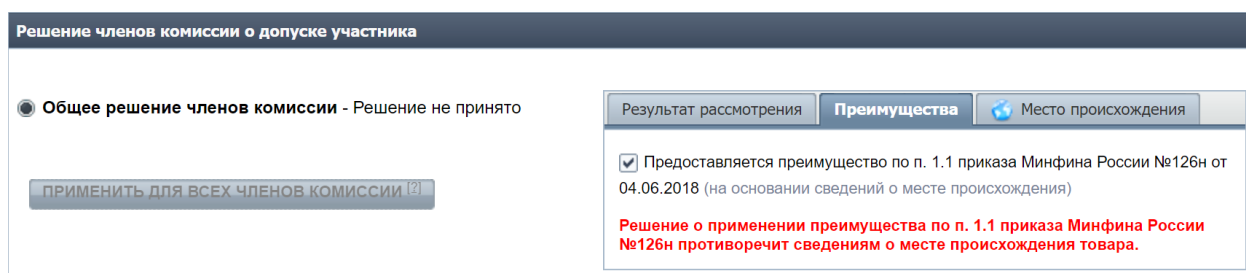 Решение членов комиссии о допуске участника
Общее решение членов комиссии - Решение не принято
Результат рассмотрения Преимущества Место происхождения
Предоставляется преимущество по п. 1.1 приказа Минфина России №126н от
04.06.2018 (на основании сведений о месте происхождения)
ПРИМЕНИТЬ ДЛЯ ВСЕХ ЧЛЕНОВ КОМИССИИ [?]
Решение о применении преимущества по п. 1.1 приказа Минфина России
№126н противоречит сведениям о месте происхождения товара.